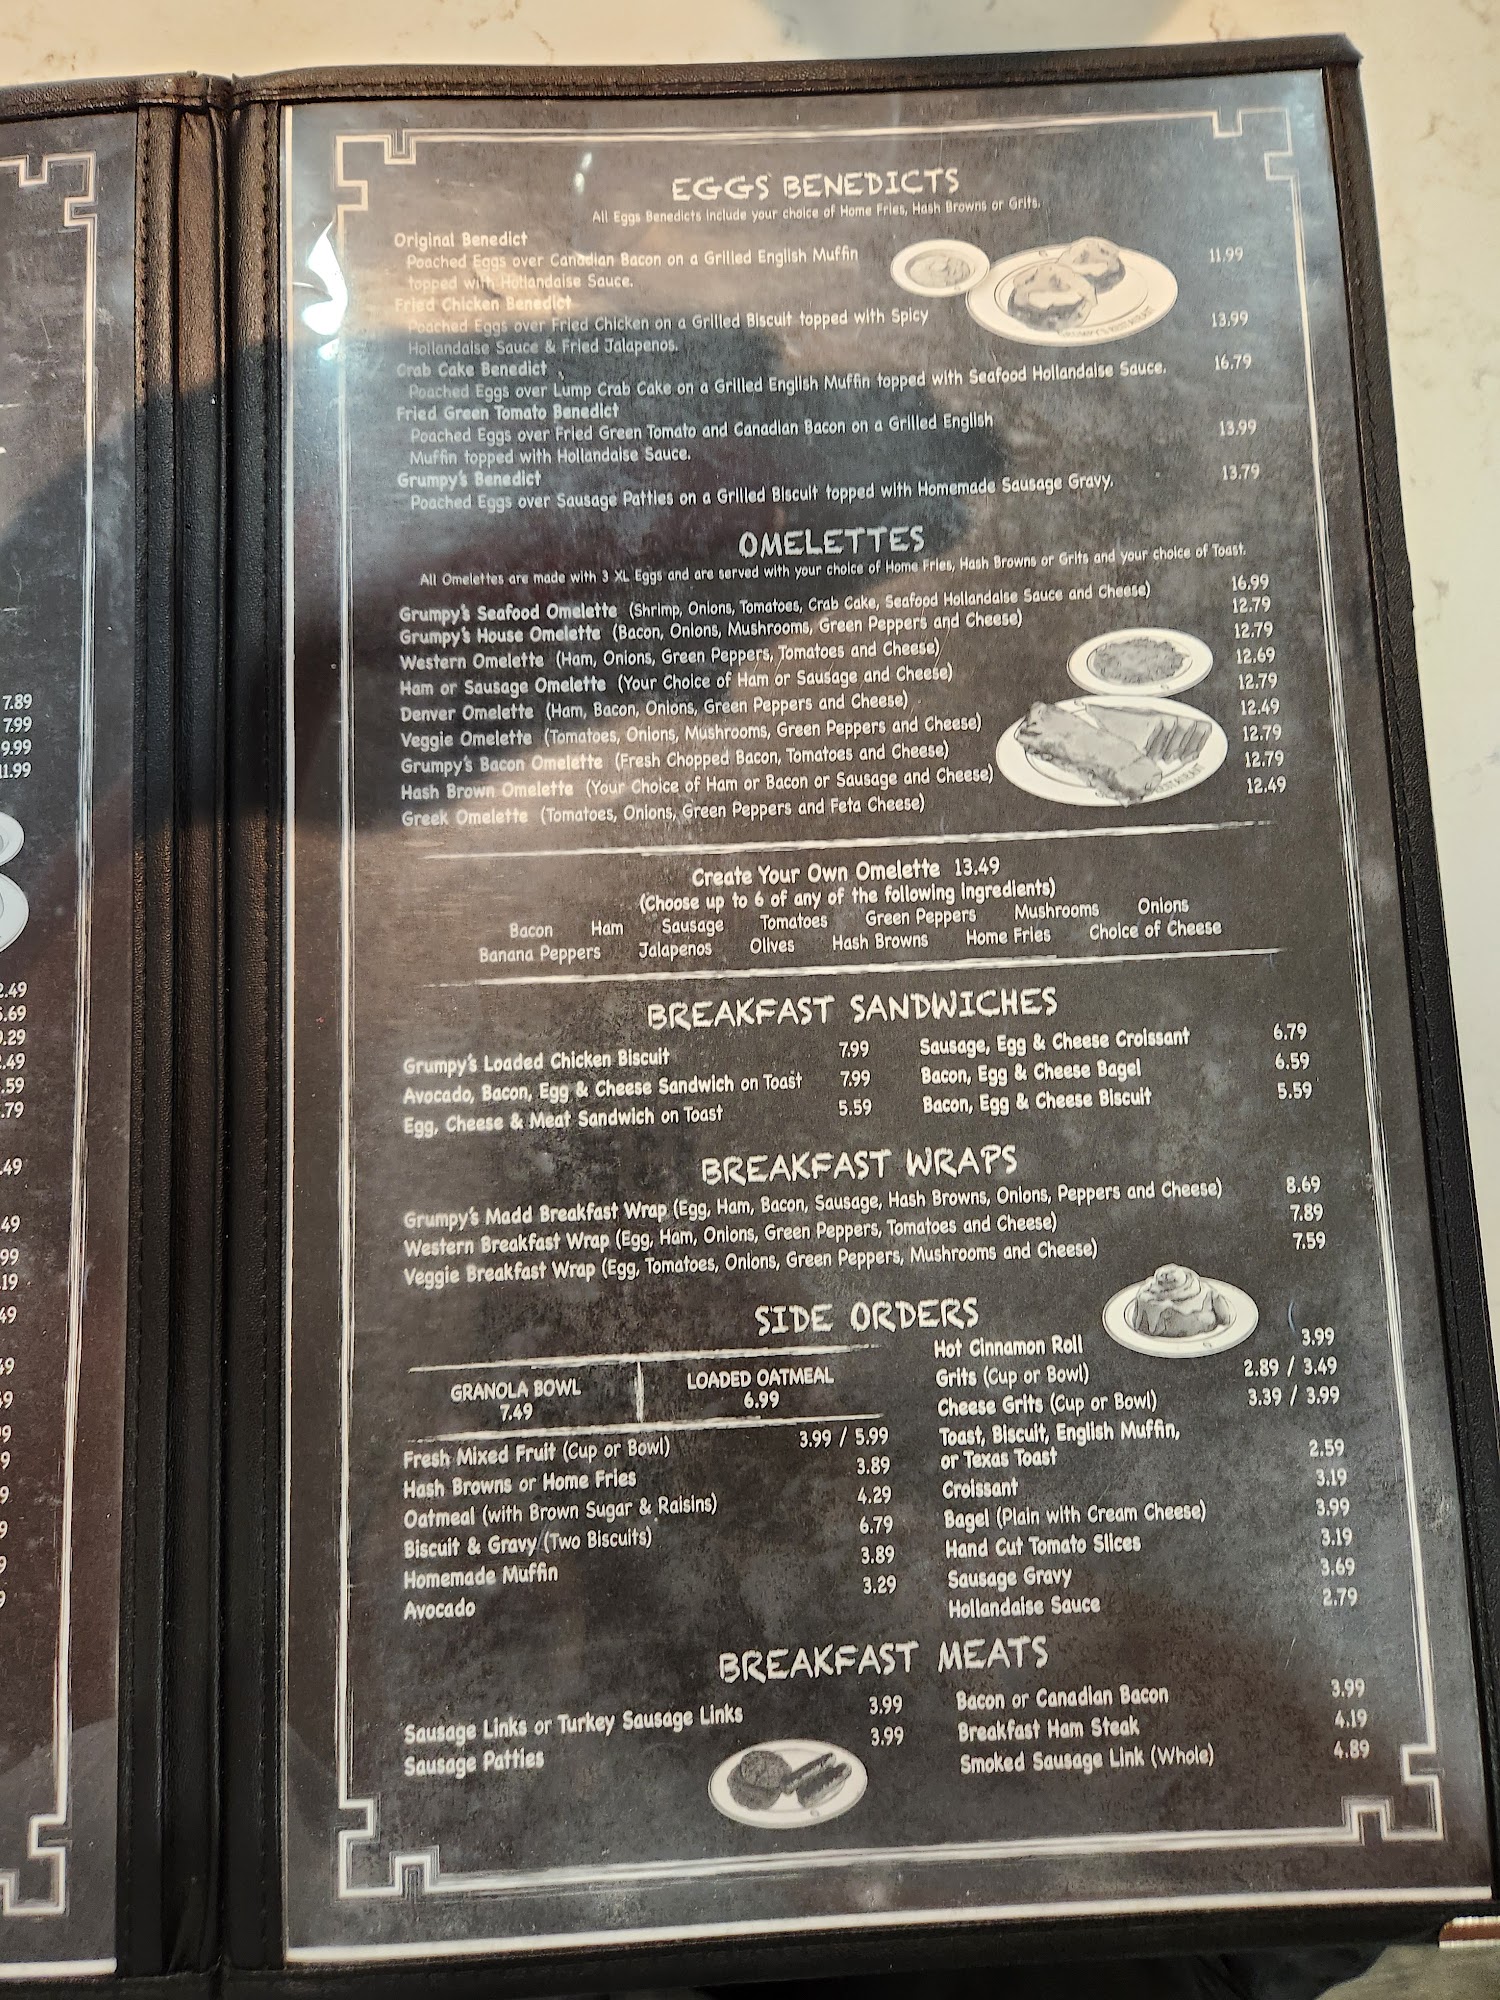 7.89
7.99
9.99
11.99
EGGS BENEDICTS
All Eggs Benedicts include your choice of Home Fries, Hash Browns or Grits.
Original Benedict
Poached Eggs over Canadian Bacon on a Grilled English Muffin 11.99
topped with Hollandaise Sauce.
Fried Chicken Benedict
Poached Eggs over Fried Chicken on a Grilled Biscuit topped with Spicy 13.99
Hollandaise Sauce & Fried Jalapenos.
Crab Cake Benedict
Poached Eggs over Lump Crab Cake on a Grilled English Muffin topped with Seafood Hollandaise Sauce. 16.79
Fried Green Tomato Benedict
Poached Eggs over Fried Green Tomato and Canadian Bacon on a Grilled English 13.99
Muffin topped with Hollandaise Sauce.
Grumpy's Benedict
Poached Eggs over Sausage Patties on a Grilled Biscuit topped with Homemade Sausage Gravy. 13.79
OMELETTES
All Omelettes are made with 3 XL Eggs and are served with your choice of Home Fries, Hash Browns or Grits and your choice of Toast.
Grumpy's Seafood Omelette (Shrimp, Onions, Tomatoes, Crab Cake, Seafood Hollandaise Sauce and Cheese) 16.99
Grumpy's House Omelette (Bacon, Onions, Mushrooms, Green Peppers and Cheese) 12.79
Western Omelette (Ham, Onions, Green Peppers, Tomatoes and Cheese) 12.79
Ham or Sausage Omelette (Your Choice of Ham or Sausage and Cheese) 12.69
Denver Omelette (Ham, Bacon, Onions, Green Peppers and Cheese) 12.79
Veggie Omelette (Tomatoes, Onions, Mushrooms, Green Peppers and Cheese) 12.49
Grumpy's Bacon Omelette (Fresh Chopped Bacon, Tomatoes and Cheese) 12.79
Hash Brown Omelette (Your Choice of Ham or Bacon or Sausage and Cheese) 12.79
Greek Omelette (Tomatoes, Onions, Green Peppers and Feta Cheese) 12.49
Create Your Own Omelette 13.49
(Choose up to 6 of any of the following ingredients)
Bacon Ham Sausage Tomatoes Green Peppers Mushrooms Onions
Banana Peppers Jalapenos Olives Hash Browns Home Fries Choice of Cheese
BREAKFAST SANDWICHES
Grumpy's Loaded Chicken Biscuit 7.99
Avocado, Bacon, Egg & Cheese Sandwich on Toast 7.99
Egg, Cheese & Meat Sandwich on Toast 5.59
Sausage, Egg & Cheese Croissant 6.79
Bacon, Egg & Cheese Bagel 6.59
Bacon, Egg & Cheese Biscuit 5.59
BREAKFAST WRAPS
Grumpy's Madd Breakfast Wrap (Egg, Ham, Bacon, Sausage, Hash Browns, Onions, Peppers and Cheese) 8.69
Western Breakfast Wrap (Egg, Ham, Onions, Green Peppers, Tomatoes and Cheese) 7.89
Veggie Breakfast Wrap (Egg, Tomatoes, Onions, Green Peppers, Mushrooms and Cheese) 7.59
SIDE ORDERS
GRANOLA BOWL
7.49
LOADED OATMEAL
6.99
Fresh Mixed Fruit (Cup or Bowl) 3.99 / 5.99
Hash Browns or Home Fries 3.89
Oatmeal (with Brown Sugar & Raisins) 4.29
Biscuit & Gravy (Two Biscuits) 6.79
Homemade Muffin 3.89
Avocado 3.29
Hot Cinnamon Roll 3.99
Grits (Cup or Bowl) 2.89 / 3.49
Cheese Grits (Cup or Bowl) 3.39 / 3.99
Toast, Biscuit, English Muffin,
or Texas Toast 2.59
Croissant 3.19
Bagel (Plain with Cream Cheese) 3.99
Hand Cut Tomato Slices 3.19
Sausage Gravy 3.69
Hollandaise Sauce 2.79
BREAKFAST MEATS
Sausage Links or Turkey Sausage Links 3.99
Sausage Patties 3.99
Bacon or Canadian Bacon 3.99
Breakfast Ham Steak 4.19
Smoked Sausage Link (Whole) 4.89